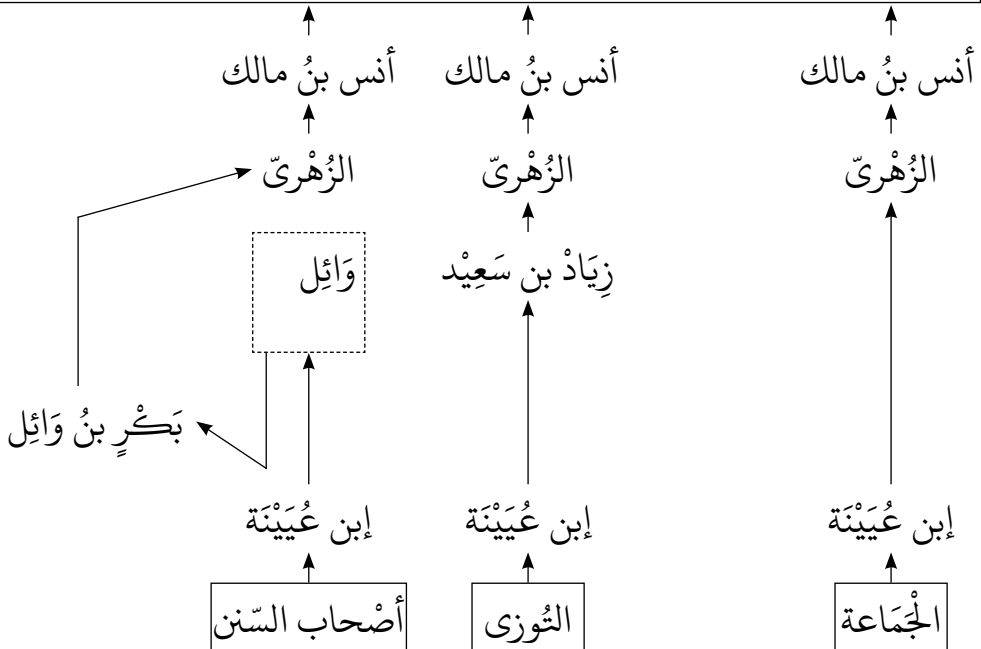 أنس بنُ مالك
أنس بنُ مالك
أنس بنُ مالك
الزُهْرىّ
الزُهْرىّ
الزُهْرىّ
زِيَادْ بن سَعِيْد
وَائِل
بَكْرٍ بنُ وَائِل
إبن عُيَيْنَة
إبن عُيَيْنَة
إبن عُيَيْنَة
الْجَمَاعة
التُوزى
أصْحاب السّنن